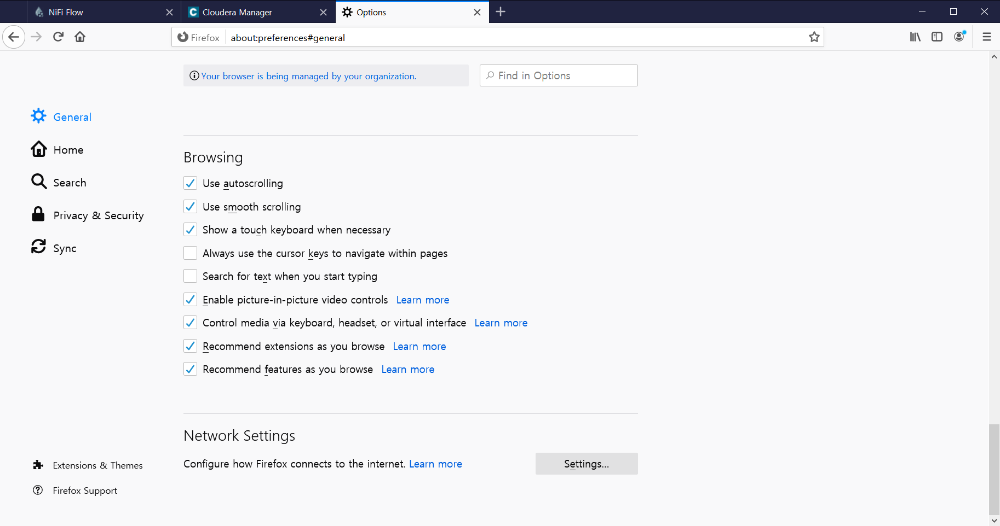 NiFi Flow
Cloudera Manager
Options
Firefox
about:preferences#general
Your browser is being managed by your organization.
Find in Options
General
Home
Search
Privacy & Security
Sync
Browsing
Use autoscrolling
Use smooth scrolling
Show a touch keyboard when necessary
Always use the cursor keys to navigate within pages
Search for text when you start typing
Enable picture-in-picture video controls Learn more
Control media via keyboard, headset, or virtual interface Learn more
Recommend extensions as you browse Learn more
Recommend features as you browse Learn more
Network Settings
Configure how Firefox connects to the internet. Learn more
Settings...
Extensions & Themes
Firefox Support